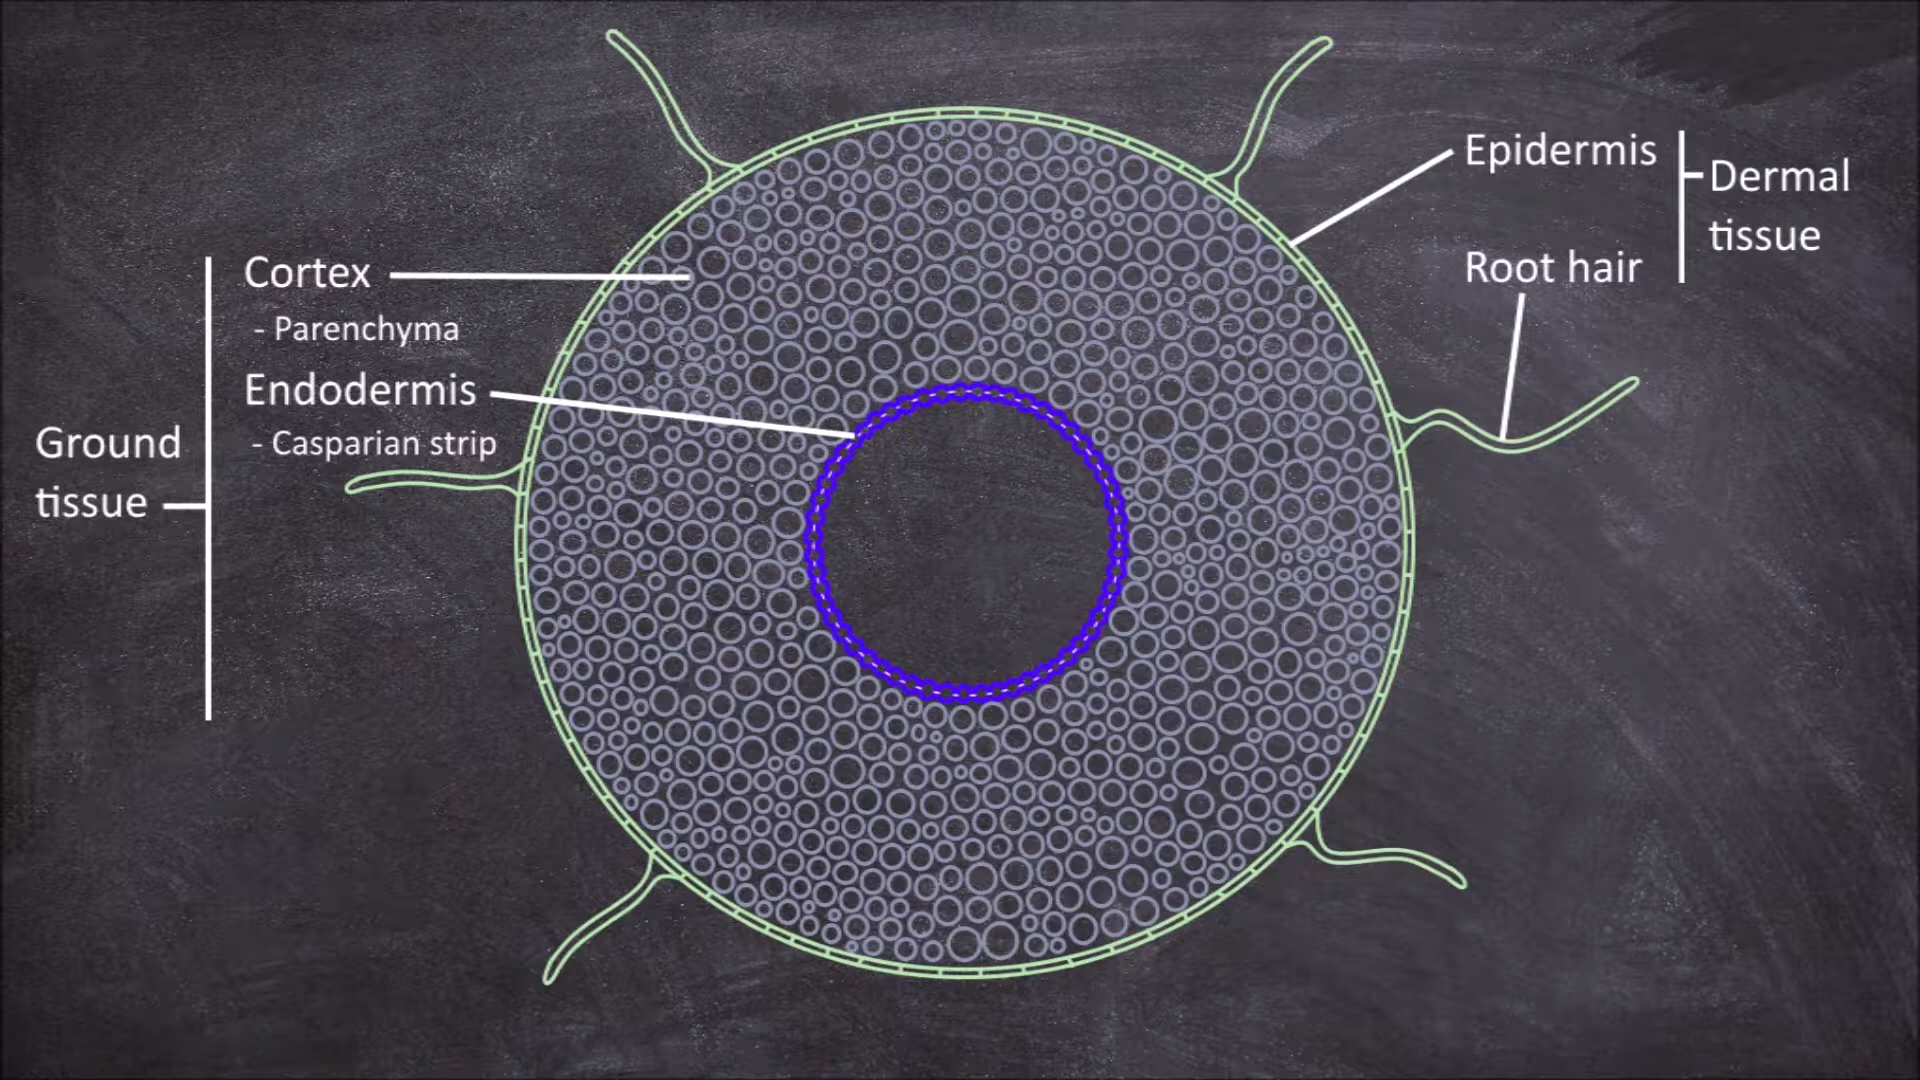 Cortex
- Parenchyma
Endodermis
- Casparian strip
Ground
tissue
Epidermis
Root hair
Dermal
tissue